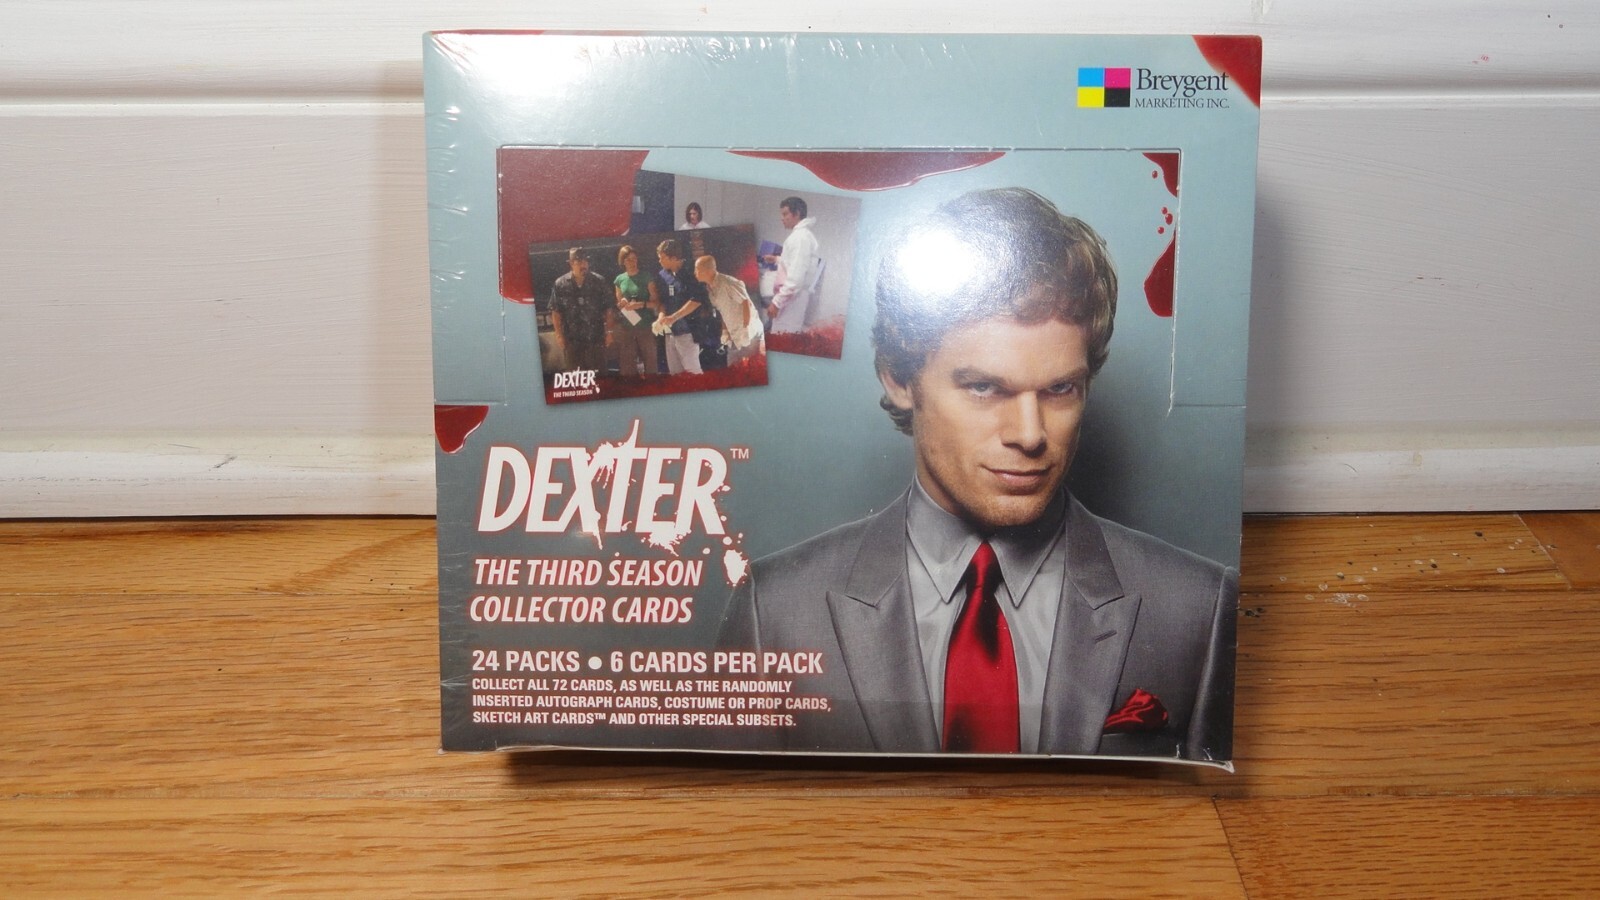 Breygent
MARKETING INC.
DEXTER
THE THIRD SEASON
DEXTER™
THE THIRD SEASON
COLLECTOR CARDS
24 PACKS • 6 CARDS PER PACK
COLLECT ALL 72 CARDS, AS WELL AS THE RANDOMLY
INSERTED AUTOGRAPH CARDS, COSTUME OR PROP CARDS,
SKETCH ART CARDS™ AND OTHER SPECIAL SUBSETS.